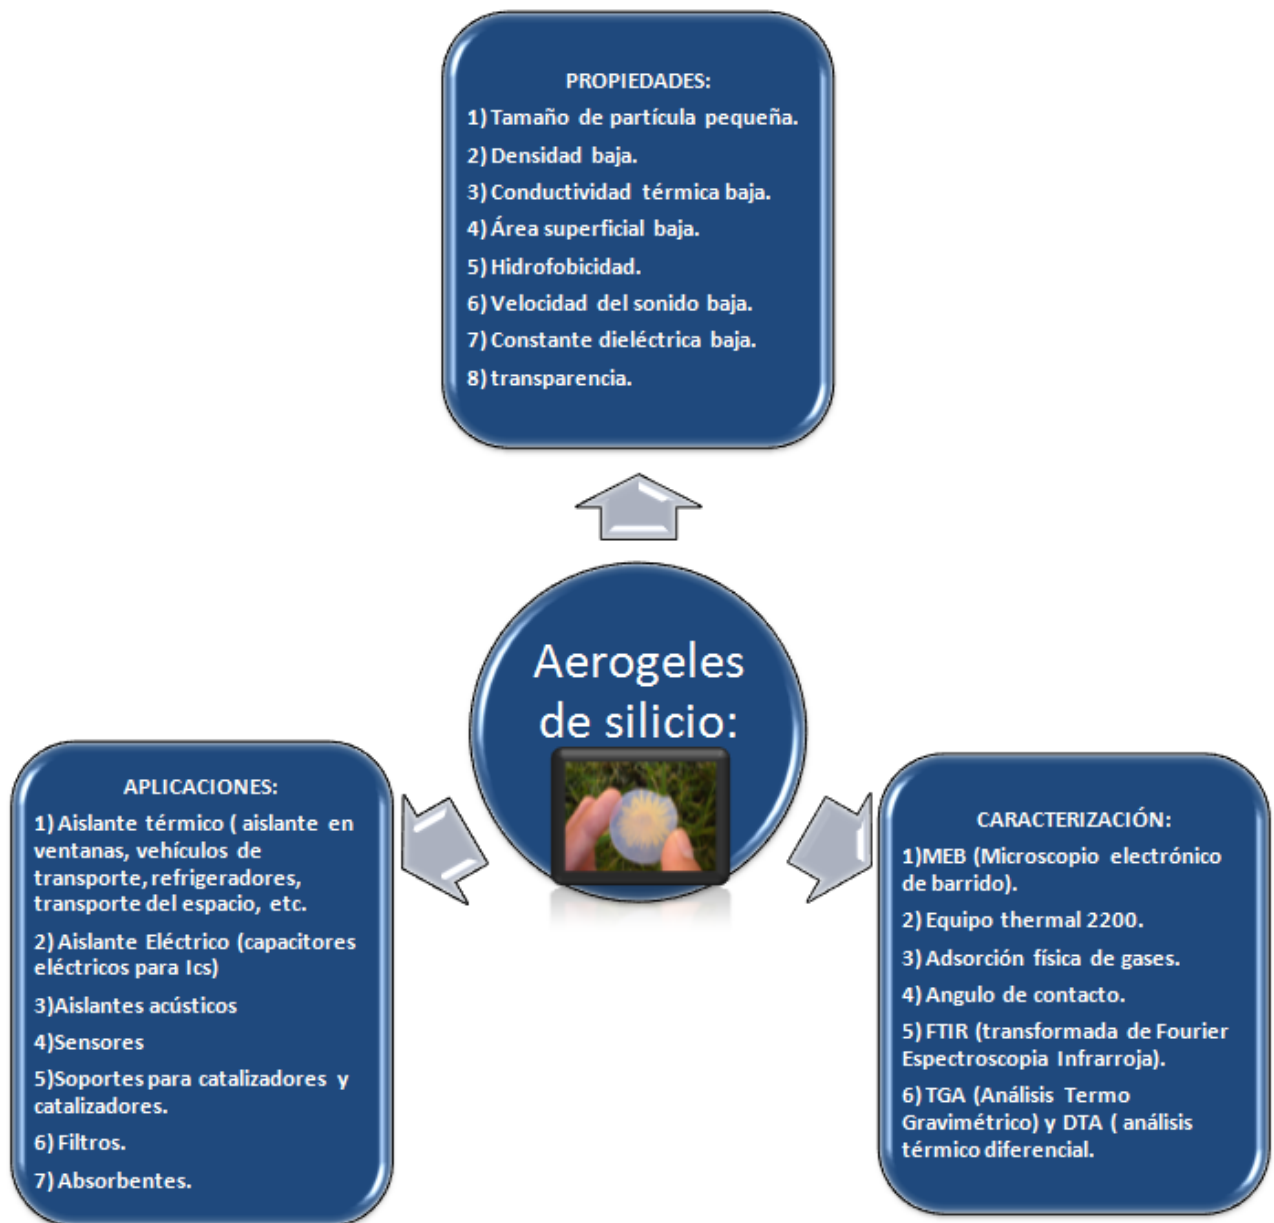 PROPIEDADES:
1) Tamaño de partícula pequeña.
2) Densidad baja.
3) Conductividad térmica baja.
4) Área superficial baja.
5) Hidrofobicidad.
6) Velocidad del sonido baja.
7) Constante dieléctrica baja.
8) transparencia.
Aerogeles
de silicio:
APLICACIONES:
1) Aislante térmico ( aislante en
ventanas, vehículos de
transporte, refrigeradores,
transporte del espacio, etc.
2) Aislante Eléctrico (capacitores
eléctricos para Ics)
3)Aislantes acústicos
4)Sensores
5)Soportes para catalizadores y
catalizadores.
6) Filtros.
7) Absorbentes.
CARACTERIZACIÓN:
1)MEB (Microscopio electrónico
de barrido).
2) Equipo thermal 2200.
3) Adsorción física de gases.
4) Angulo de contacto.
5) FTIR (transformada de Fourier
Espectroscopia Infrarroja).
6) TGA (Análisis Termo
Gravimétrico) y DTA ( análisis
térmico diferencial.